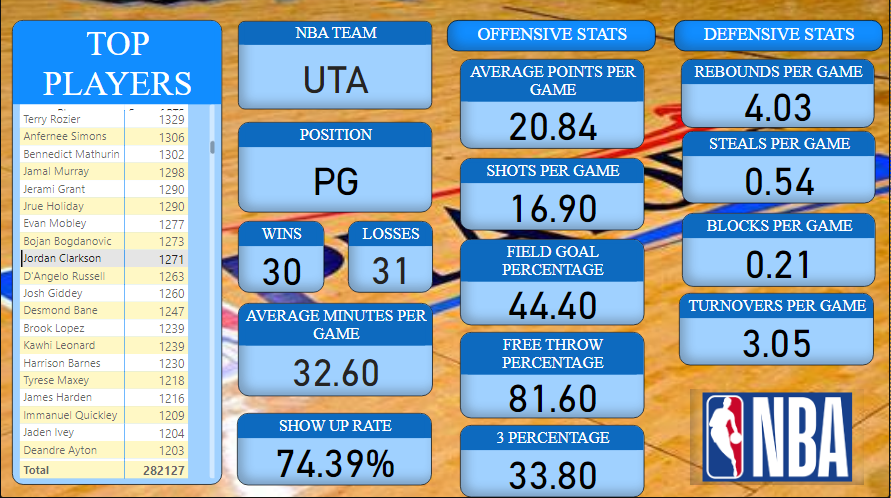 TOP
PLAYERS
Terry Rozier 1329
Anfernee Simons 1306
Bennedict Mathurin 1302
Jamal Murray 1298
Jerami Grant 1290
Jrue Holiday 1290
Evan Mobley 1277
Bojan Bogdanovic 1273
Jordan Clarkson 1271
D'Angelo Russell 1263
Josh Giddey 1260
Desmond Bane 1247
Brook Lopez 1239
Kawhi Leonard 1239
Harrison Barnes 1230
Tyrese Maxey 1218
James Harden 1216
Immanuel Quickley 1209
Jaden Ivey 1204
Deandre Ayton 1203
Total 282127
NBA TEAM
UTA
POSITION
PG
WINS
30
LOSSES
31
AVERAGE MINUTES PER
GAME
32.60
SHOW UP RATE
74.39%
OFFENSIVE STATS
AVERAGE POINTS PER
GAME
20.84
SHOTS PER GAME
16.90
FIELD GOAL
PERCENTAGE
44.40
FREE THROW
PERCENTAGE
81.60
3 PERCENTAGE
33.80
DEFENSIVE STATS
REBOUNDS PER GAME
4.03
STEALS PER GAME
0.54
BLOCKS PER GAME
0.21
TURNOVERS PER GAME
3.05
NBA